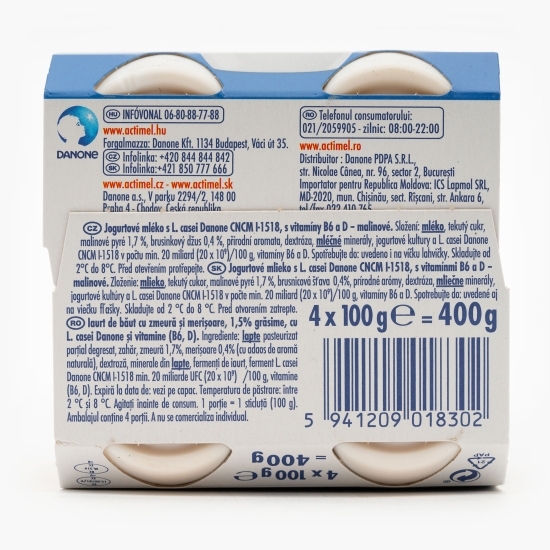 HU INFÓVONAL 06-80-88-77-88
www.actimel.hu
Forgalmazza: Danone Kft. 1134 Budapest, Váci út 35.
CZ Infolinka: +420 844 844 842
SK Infolinka: +421 850 777 666
www.actimel.cz - www.actimel.sk
Danone a.s., V parku 2294/2, 148 00
Praha 4 - Chodov, Česká republika
DANONE
RO Telefonul consumatorului:
021/2059905 - zilnic: 08:00-22:00
www.actimel.ro
Distribuitor : Danone PDPA S.R.L.,
str. Nicolae Cânea, nr. 96, sector 2, București
Importator pentru Republica Moldova: ICS Lapmol SRL,
MD-2020, mun. Chișinău, sect. Rîșcani, str. Ankara 6,
tel/fax 022 410 765
CZ Jogurtové mléko s L. casei Danone CNCM I-1518, s vitamíny B6 a D – malinové. Složení: mléko, tekutý cukr,
malinové pyré 1,7 %, brusinkový džus 0,4 %, přírodní aromata, dextróza, mléčné minerály, jogurtové kultury a L. casei
Danone CNCM I-1518 v počtu min. 20 miliard (20 x 10⁹)/100 g, vitamíny B6 a D. Spotřebujte do: uvedeno i na víčku lahvičky. Skladujte od
2°C do 8°C. Před otevřením protřepejte. SK Jogurtové mlieko s L. casei Danone CNCM I-1518, s vitamínmi B6 a D –
malinové. Zloženie: mlieko, tekutý cukor, malinové pyré 1,7 %, brusnicová šťava 0,4%, prírodné arómy, dextróza, mliečne minerály,
jogurtové kultúry a L. casei Danone CNCM I-1518 v počte min. 20 miliard (20 x 10⁹)/100 g, vitamíny B6 a D. Spotrebujte do: uvedené aj
na viečku fľašky. Skladujte od 2 °C do 8 °C. Pred otvorením zatrepte.
RO Iaurt de băut cu zmeură și merișoare, 1,5% grăsime, cu
L. casei Danone și vitamine (B6, D). Ingrediente: lapte pasteurizat
parțial degresat, zahăr, zmeură 1,7%, merișoare 0,4% (cu adaos de aromă
naturală), dextroză, minerale din lapte, fermenți de iaurt, ferment L. casei
Danone CNCM I-1518 min. 20 miliarde UFC (20 x 10⁹) /100 g, vitamine
(B6, D). Expiră la data de: vezi pe capac. Temperatura de păstrare: între
2 °C și 8 °C. Agitați înainte de consum. 1 porție = 1 sticluță (100 g).
Ambalajul conține 4 porții. A nu se comercializa individual.
4 x 100 g ℮ = 400 g
5 941209 018302
4 x 100 g ℮
= 400 g
21
PAP